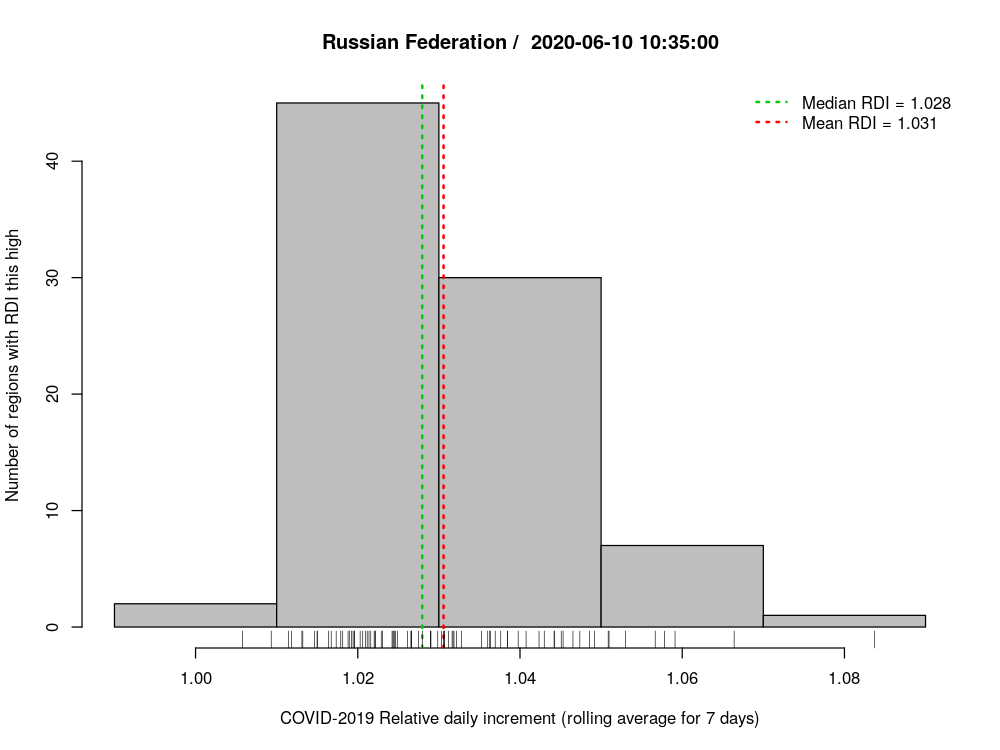 Russian Federation /  2020-06-10 10:35:00
Median RDI = 1.028
Mean RDI = 1.031
Number of regions with RDI this high
40
30
20
10
0
1.00 1.02 1.04 1.06 1.08
COVID-2019 Relative daily increment (rolling average for 7 days)